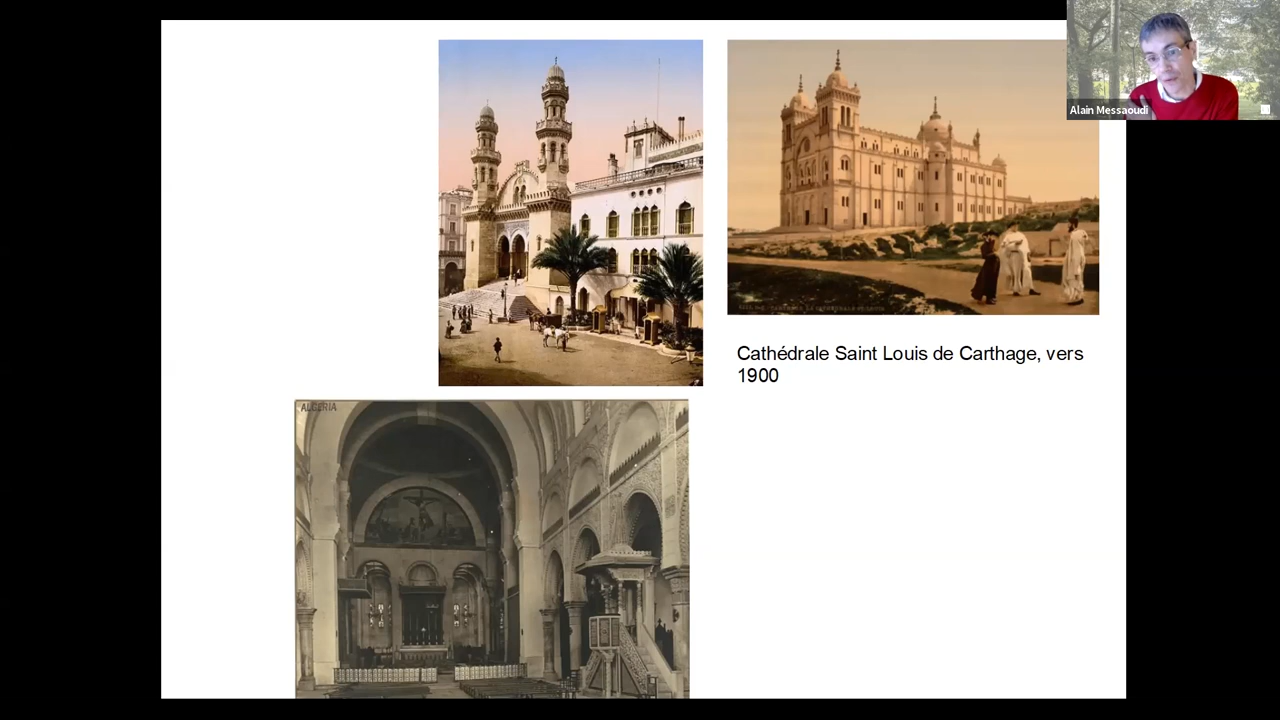 Alain Messaoudi
Cathédrale Saint Louis de Carthage, vers
1900
ALGERIA